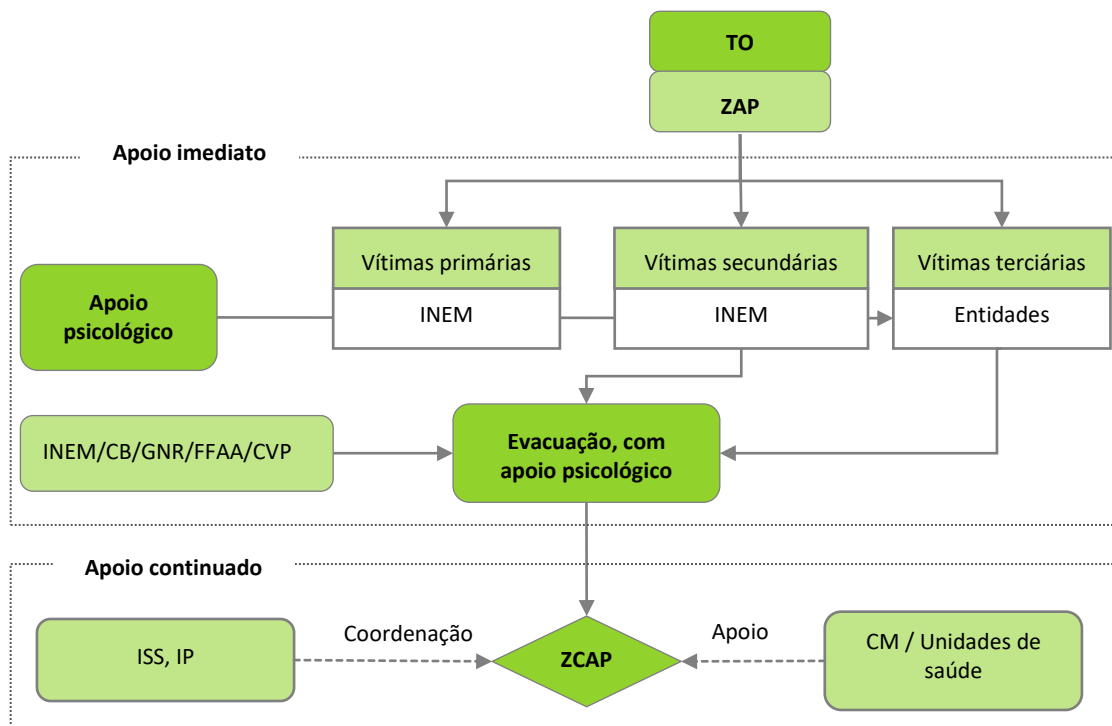 TO
ZAP
Apoio imediato
Vítimas primárias
INEM
Vítimas secundárias
INEM
Vítimas terciárias
Entidades
Apoio
psicológico
INEM/CB/GNR/FFAA/CVP
Evacuação, com
apoio psicológico
Apoio continuado
ISS, IP
Coordenação
ZCAP
Apoio
CM / Unidades de
saúde